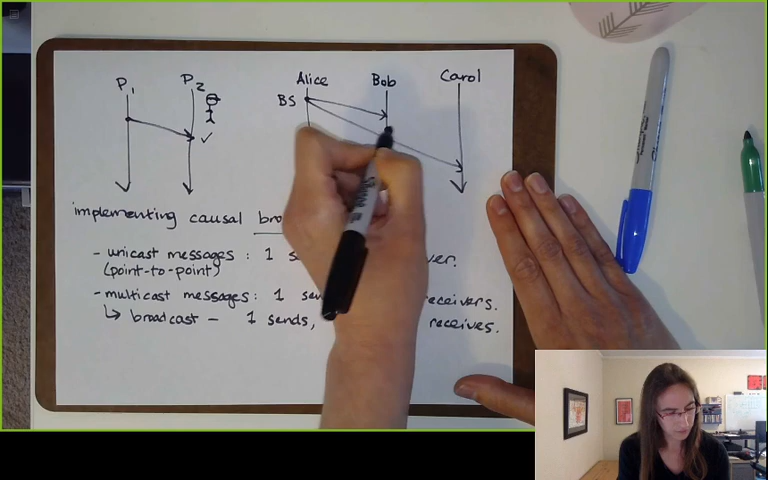 P1 P2 ✓
Alice Bob Carol
BS
implementing causal
- unicast messages : 1
(point-to-point)
- multicast messages: 1 receivers.
↳ broadcast - 1 sends, receives.